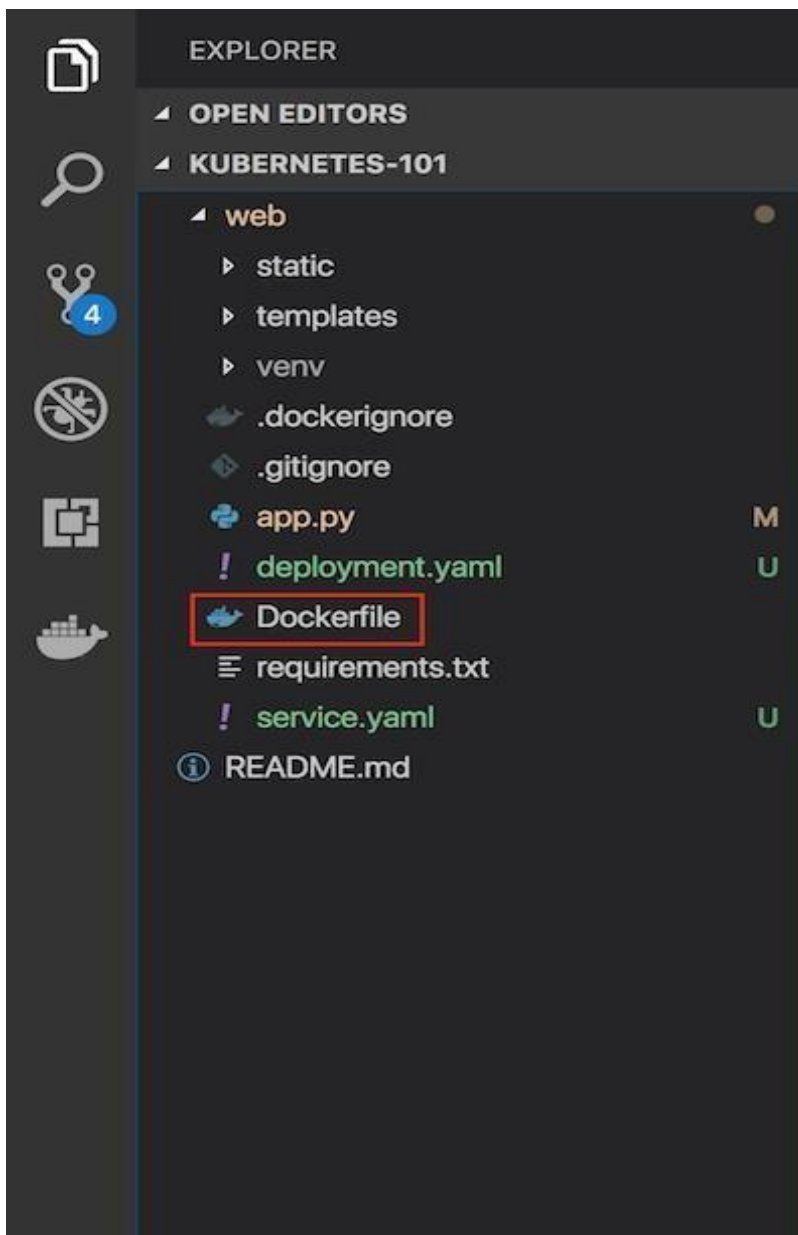 EXPLORER
OPEN EDITORS
KUBERNETES-101
web
static
templates
4
venv
.dockerignore
.gitignore
app.py M
deployment.yaml U
Dockerfile
requirements.txt
service.yaml U
README.md